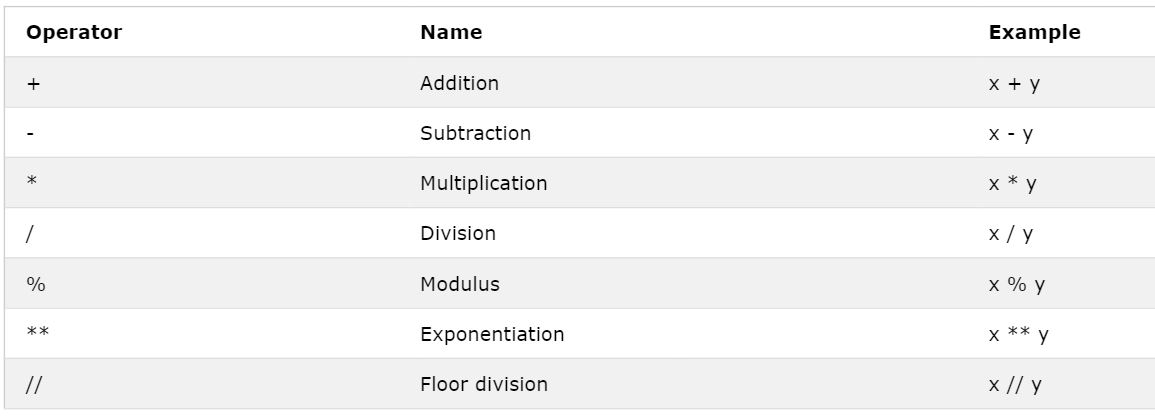 Operator Name Example
+ Addition x + y
- Subtraction x - y
* Multiplication x * y
/ Division x / y
% Modulus x % y
** Exponentiation x ** y
// Floor division x // y